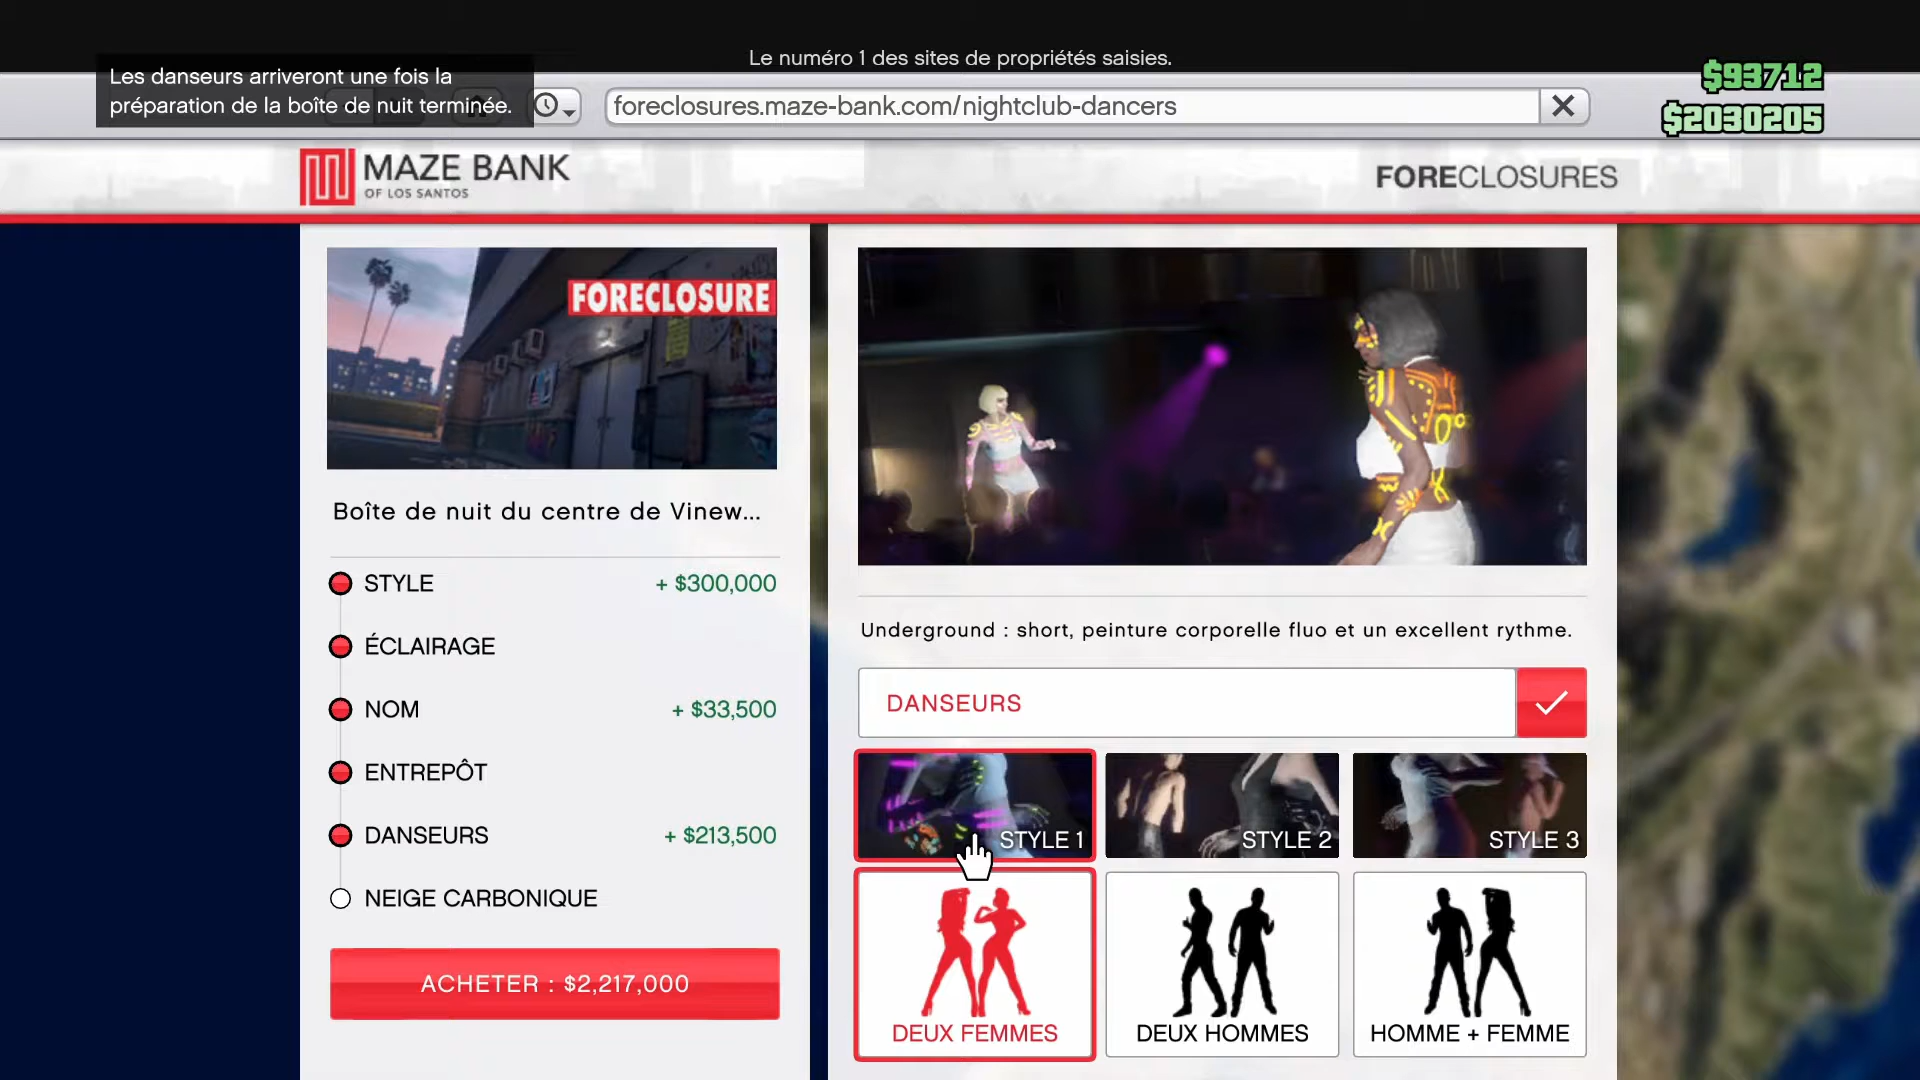 Le numéro 1 des sites de propriétés saisies.
Les danseurs arriveront une fois la
préparation de la boîte de nuit terminée.
foreclosures.maze-bank.com/nightclub-dancers
$93712
$2030205
MAZE BANK
OF LOS SANTOS
FORECLOSURES
FORECLOSURE
Boîte de nuit du centre de Vinew...
STYLE + $300,000
ÉCLAIRAGE
NOM + $33,500
ENTREPÔT
DANSEURS + $213,500
NEIGE CARBONIQUE
ACHETER : $2,217,000
Underground : short, peinture corporelle fluo et un excellent rythme.
DANSEURS
STYLE 1
STYLE 2
STYLE 3
DEUX FEMMES
DEUX HOMMES
HOMME + FEMME